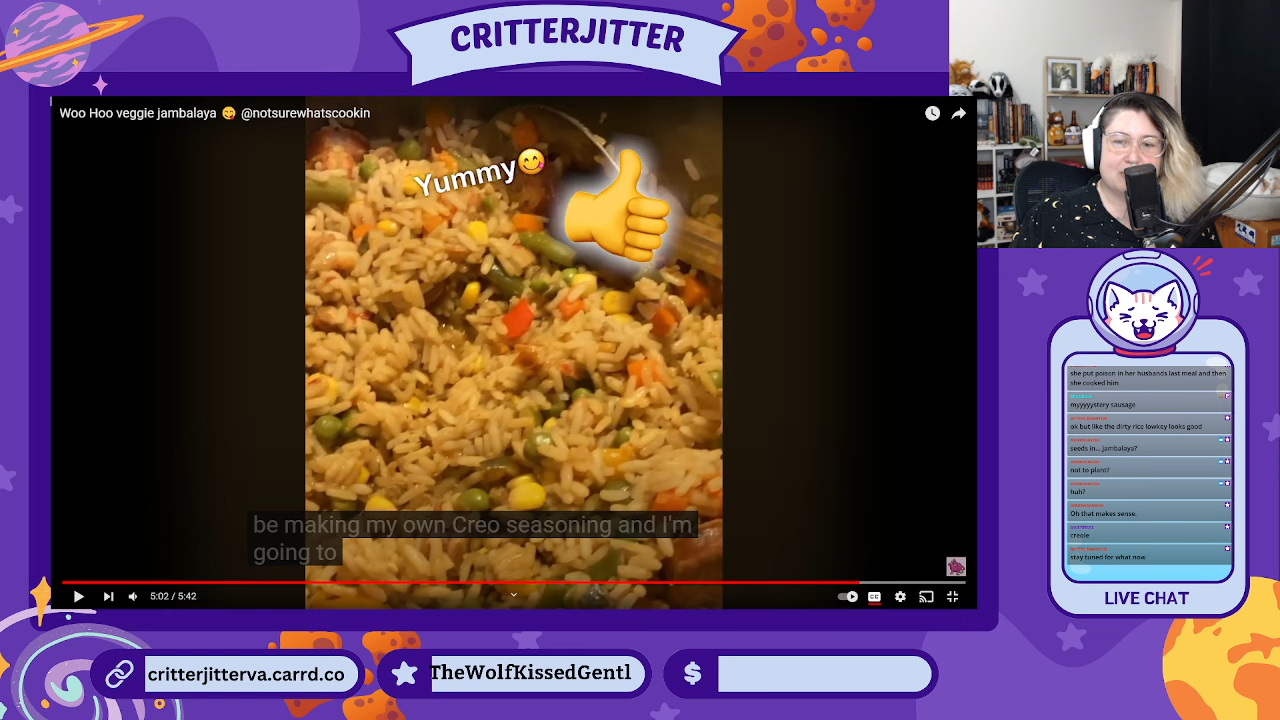 CRITTERJITTER
Woo Hoo veggie jambalaya 😋 @notsurewhatscookin
Yummy😋
be making my own Creo seasoning and I'm
going to
5:02 / 5:42
CC
she put poison in her husbands last meal and then
she cooked him
myyyyystery sausage
ok but like the dirty rice lowkey looks good
seeds in... jambalaya?
not to plant?
huh?
Oh that makes sense.
creole
stay tuned for what now
LIVE CHAT
critterjitterva.carrd.co
TheWolfKissedGentl
$